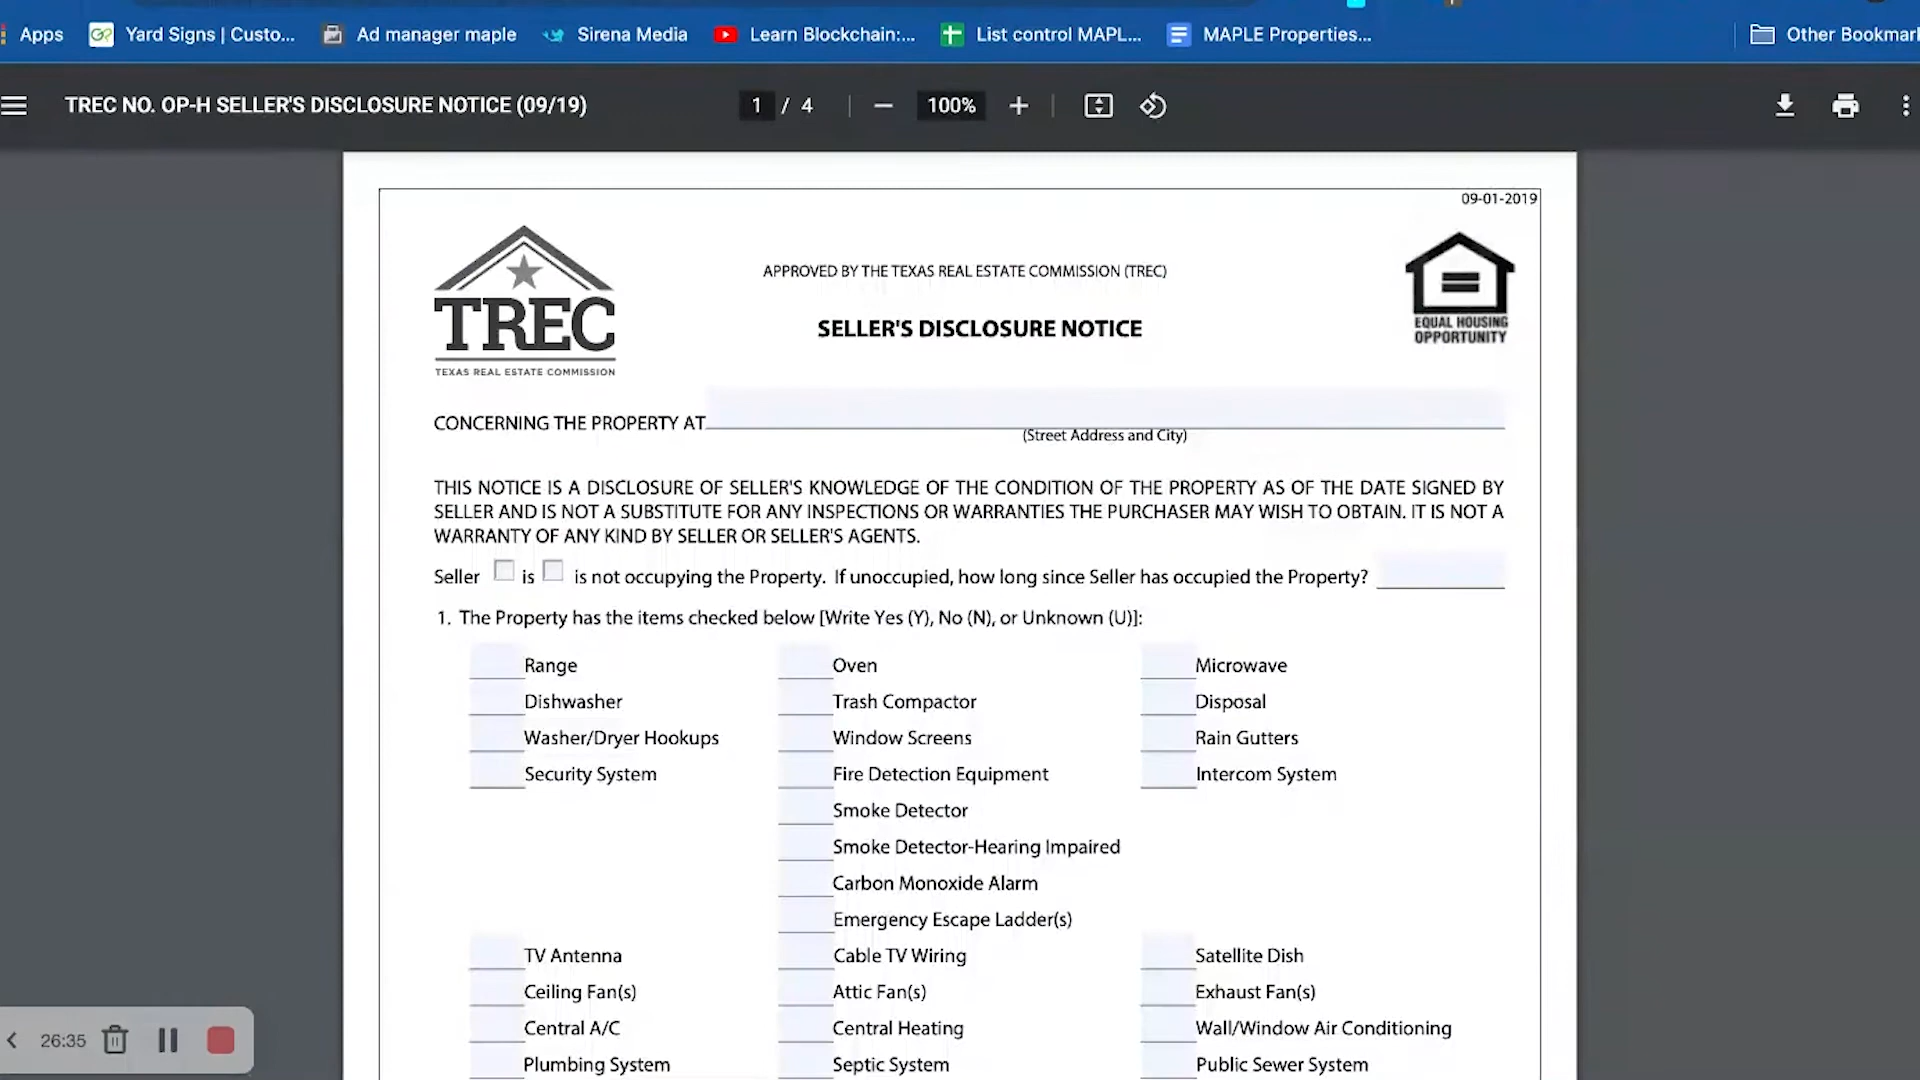 Apps
Yard Signs | Custo...
Ad manager maple
Sirena Media
Learn Blockchain:...
List control MAPL...
MAPLE Properties...
Other Bookmark
TREC NO. OP-H SELLER'S DISCLOSURE NOTICE (09/19)
1 / 4
100%
09-01-2019
TREC
TEXAS REAL ESTATE COMMISSION
APPROVED BY THE TEXAS REAL ESTATE COMMISSION (TREC)
SELLER'S DISCLOSURE NOTICE
EQUAL HOUSING
OPPORTUNITY
CONCERNING THE PROPERTY AT
(Street Address and City)
THIS NOTICE IS A DISCLOSURE OF SELLER'S KNOWLEDGE OF THE CONDITION OF THE PROPERTY AS OF THE DATE SIGNED BY
SELLER AND IS NOT A SUBSTITUTE FOR ANY INSPECTIONS OR WARRANTIES THE PURCHASER MAY WISH TO OBTAIN. IT IS NOT A
WARRANTY OF ANY KIND BY SELLER OR SELLER'S AGENTS.
Seller is is not occupying the Property. If unoccupied, how long since Seller has occupied the Property?
1. The Property has the items checked below [Write Yes (Y), No (N), or Unknown (U)]:
Range Oven Microwave
Dishwasher Trash Compactor Disposal
Washer/Dryer Hookups Window Screens Rain Gutters
Security System Fire Detection Equipment Intercom System
Smoke Detector
Smoke Detector-Hearing Impaired
Carbon Monoxide Alarm
Emergency Escape Ladder(s)
TV Antenna Cable TV Wiring Satellite Dish
Ceiling Fan(s) Attic Fan(s) Exhaust Fan(s)
Central A/C Central Heating Wall/Window Air Conditioning
Plumbing System Septic System Public Sewer System
26:35